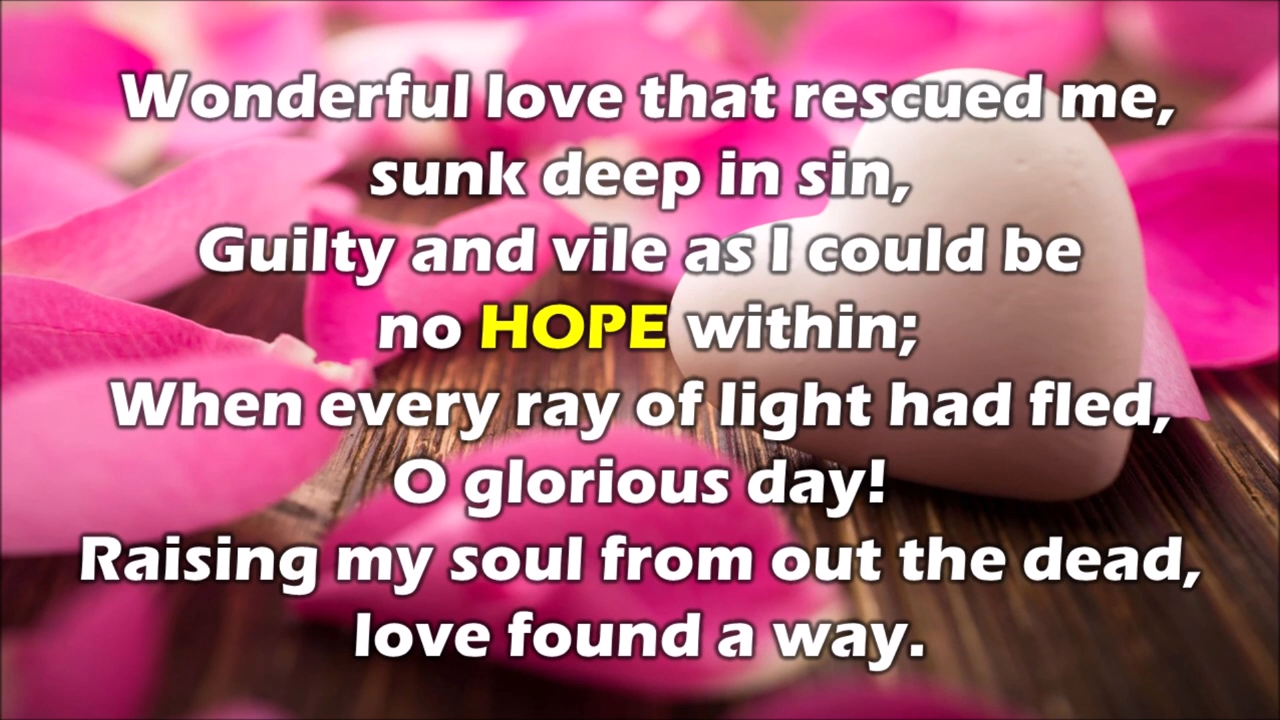 Wonderful love that rescued me,
sunk deep in sin,
Guilty and vile as I could be
no HOPE within;
When every ray of light had fled,
O glorious day!
Raising my soul from out the dead,
love found a way.